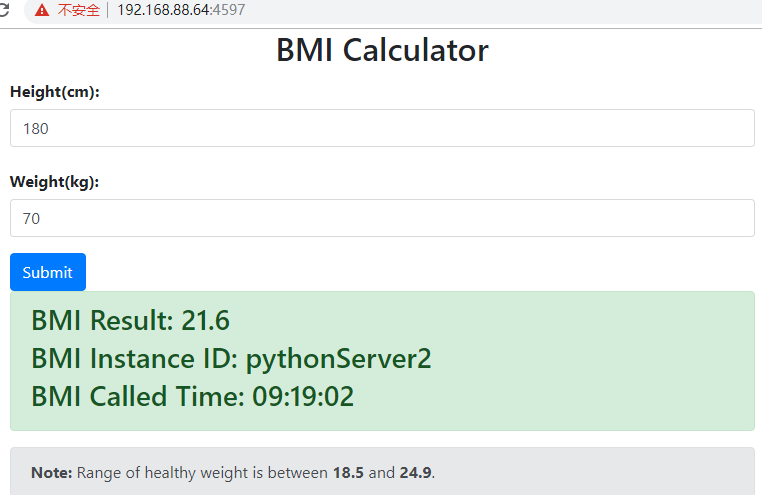 不安全 192.168.88.64:4597
BMI Calculator
Height(cm):
180
Weight(kg):
70
Submit
BMI Result: 21.6
BMI Instance ID: pythonServer2
BMI Called Time: 09:19:02
Note: Range of healthy weight is between 18.5 and 24.9.